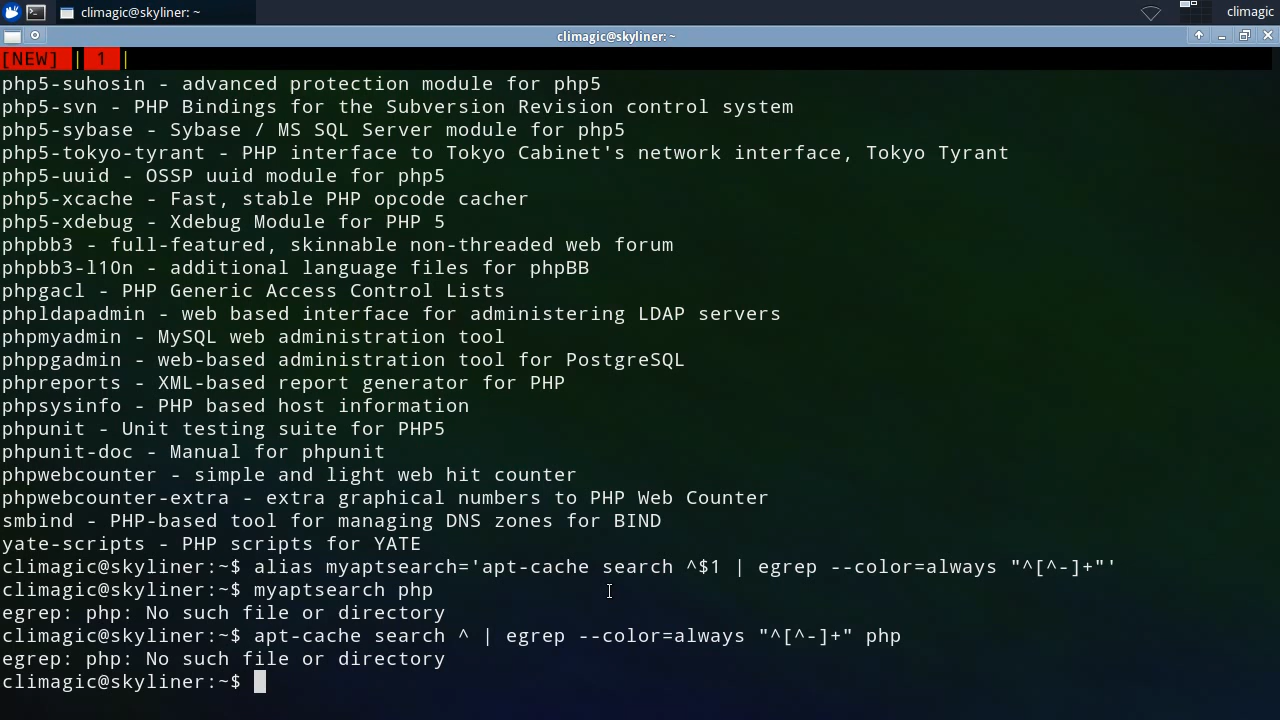 climagic@skyliner: ~ climagic
climagic@skyliner: ~
[NEW] | 1 |
php5-suhosin - advanced protection module for php5
php5-svn - PHP Bindings for the Subversion Revision control system
php5-sybase - Sybase / MS SQL Server module for php5
php5-tokyo-tyrant - PHP interface to Tokyo Cabinet's network interface, Tokyo Tyrant
php5-uuid - OSSP uuid module for php5
php5-xcache - Fast, stable PHP opcode cacher
php5-xdebug - Xdebug Module for PHP 5
phpbb3 - full-featured, skinnable non-threaded web forum
phpbb3-l10n - additional language files for phpBB
phpgacl - PHP Generic Access Control Lists
phpldapadmin - web based interface for administering LDAP servers
phpmyadmin - MySQL web administration tool
phppgadmin - web-based administration tool for PostgreSQL
phpreports - XML-based report generator for PHP
phpsysinfo - PHP based host information
phpunit - Unit testing suite for PHP5
phpunit-doc - Manual for phpunit
phpwebcounter - simple and light web hit counter
phpwebcounter-extra - extra graphical numbers to PHP Web Counter
smbind - PHP-based tool for managing DNS zones for BIND
yate-scripts - PHP scripts for YATE
climagic@skyliner:~$ alias myaptsearch='apt-cache search ^$1 | egrep --color=always "^[^-]+"'
climagic@skyliner:~$ myaptsearch php
egrep: php: No such file or directory
climagic@skyliner:~$ apt-cache search ^ | egrep --color=always "^[^-]+" php
egrep: php: No such file or directory
climagic@skyliner:~$